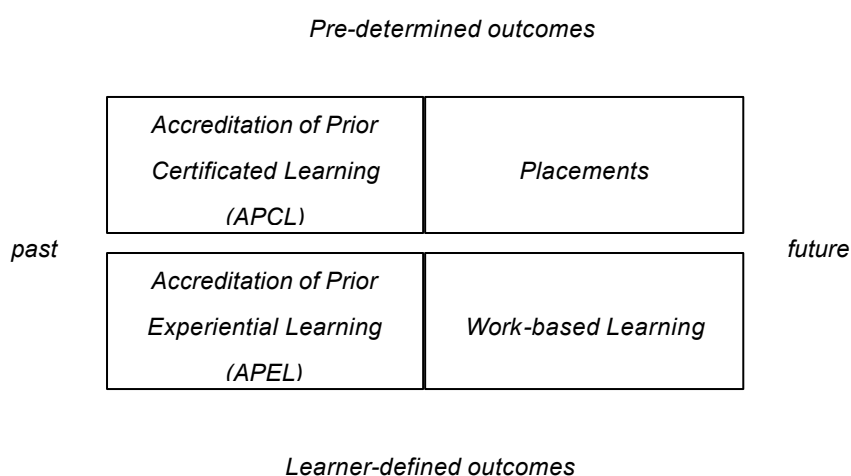 Pre-determined outcomes
Accreditation of Prior
Certificated Learning
(APCL)
Placements
past
future
Accreditation of Prior
Experiential Learning
(APEL)
Work-based Learning
Learner-defined outcomes